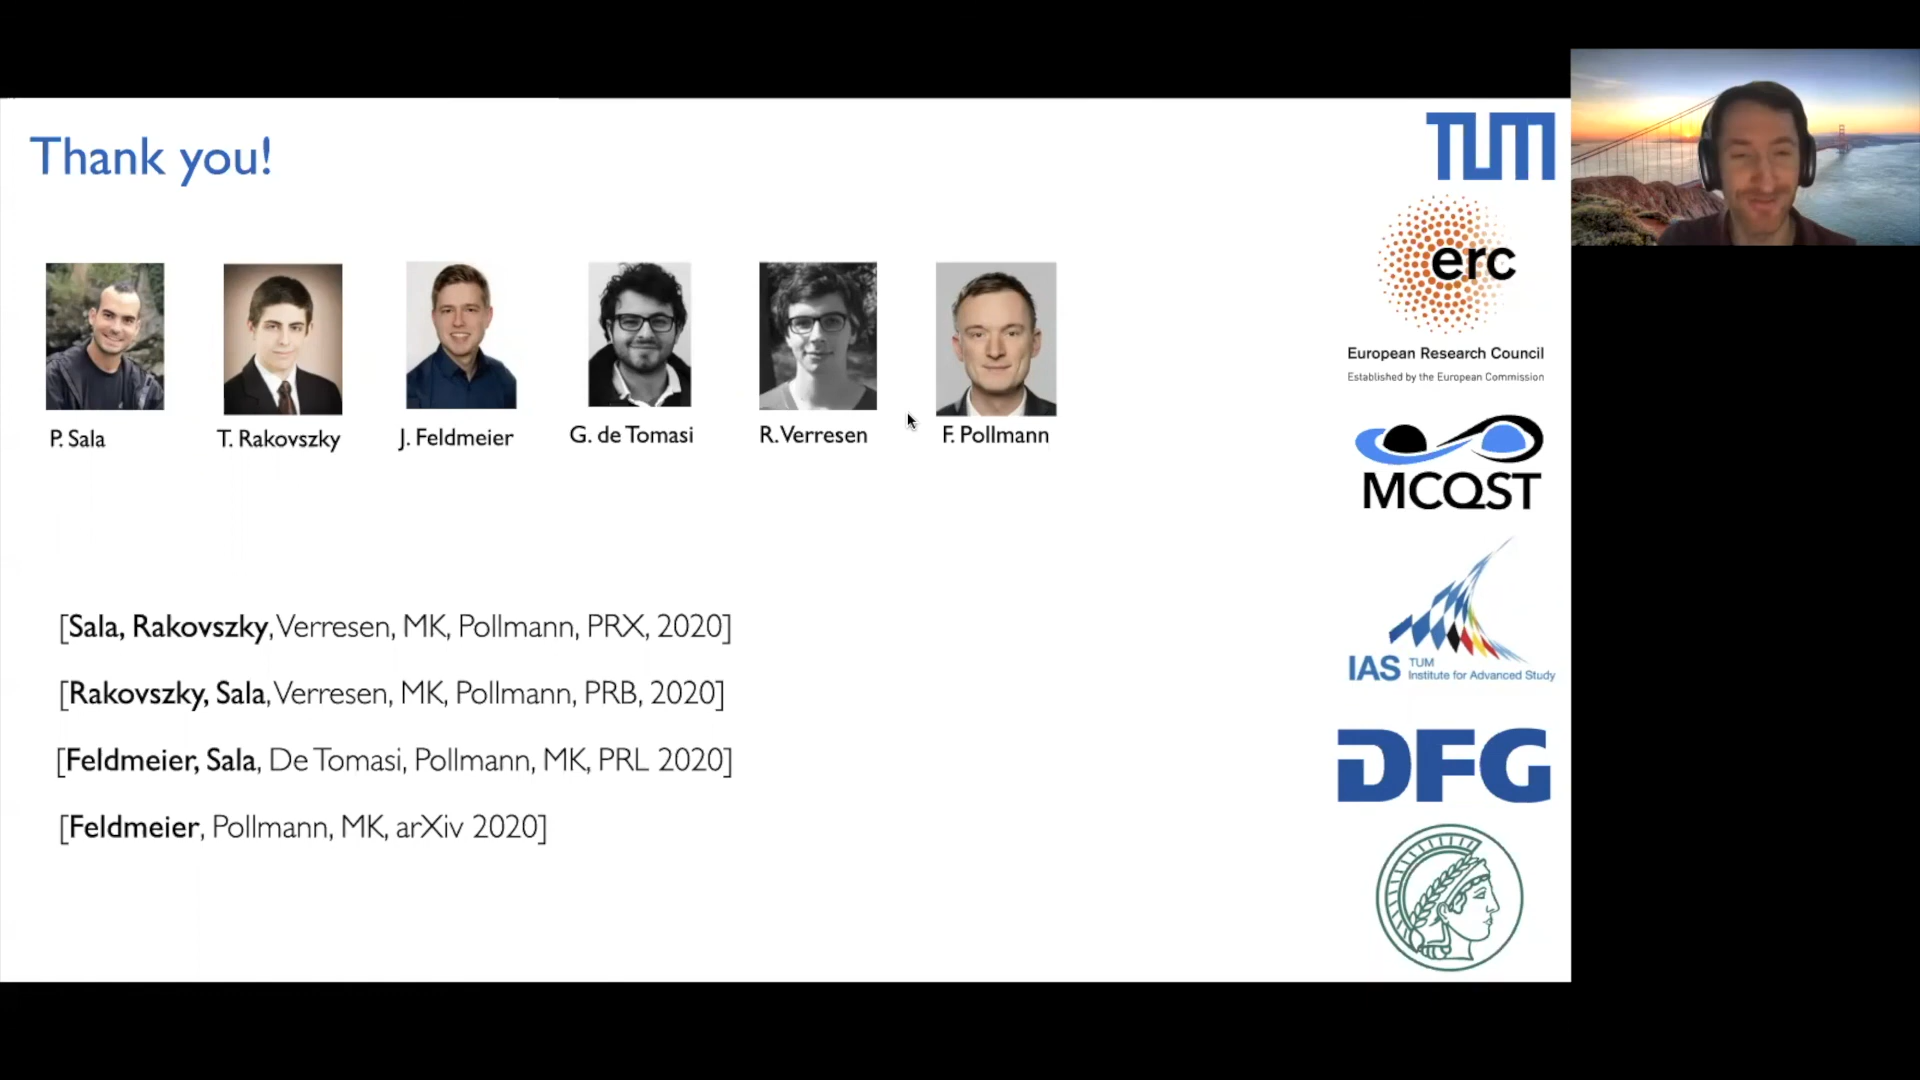 Thank you!
P. Sala
T. Rakovszky
J. Feldmeier
G. de Tomasi
R. Verresen
F. Pollmann
[Sala, Rakovszky, Verresen, MK, Pollmann, PRX, 2020]
[Rakovszky, Sala, Verresen, MK, Pollmann, PRB, 2020]
[Feldmeier, Sala, De Tomasi, Pollmann, MK, PRL 2020]
[Feldmeier, Pollmann, MK, arXiv 2020]
TUM
erc
European Research Council
Established by the European Commission
MCQST
IAS TUM
Institute for Advanced Study
DFG